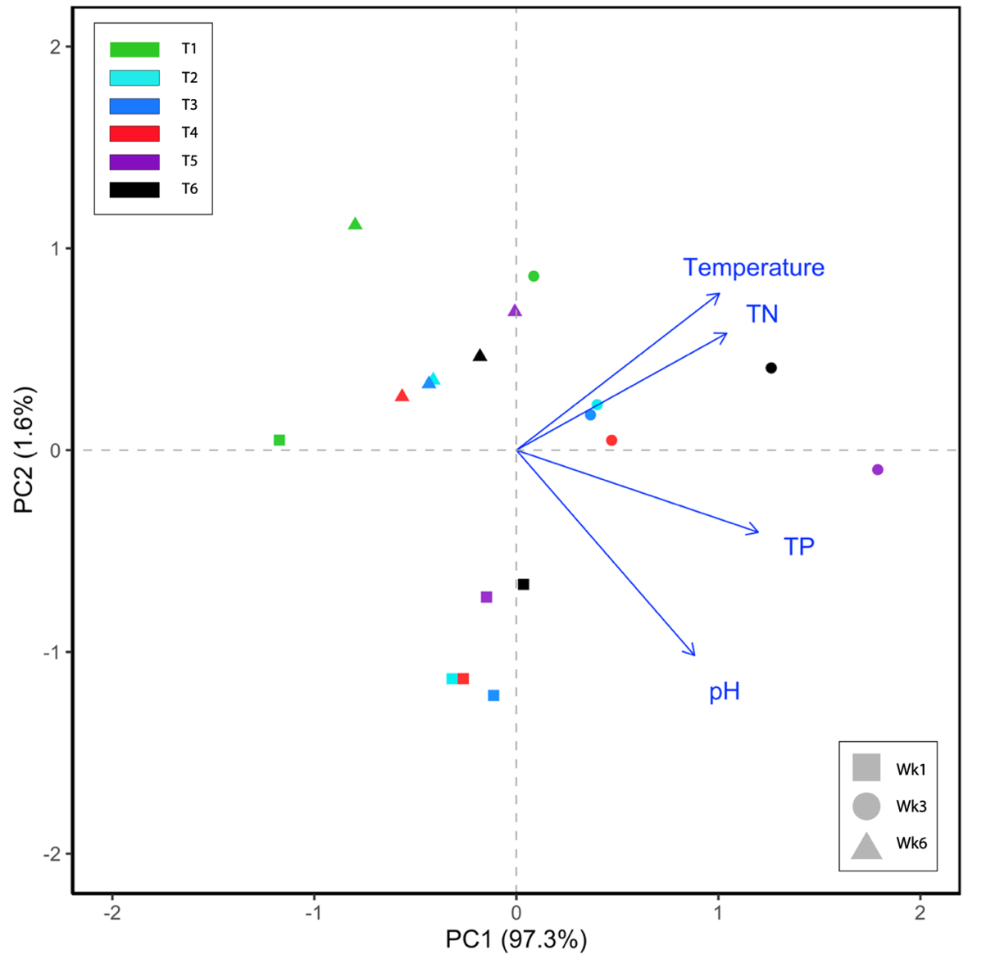 T1
T2
T3
T4
T5
T6
2
1
0
-1
-2
PC2 (1.6%)
Temperature
TN
TP
pH
Wk1
Wk3
Wk6
-2
-1
0
1
2
PC1 (97.3%)